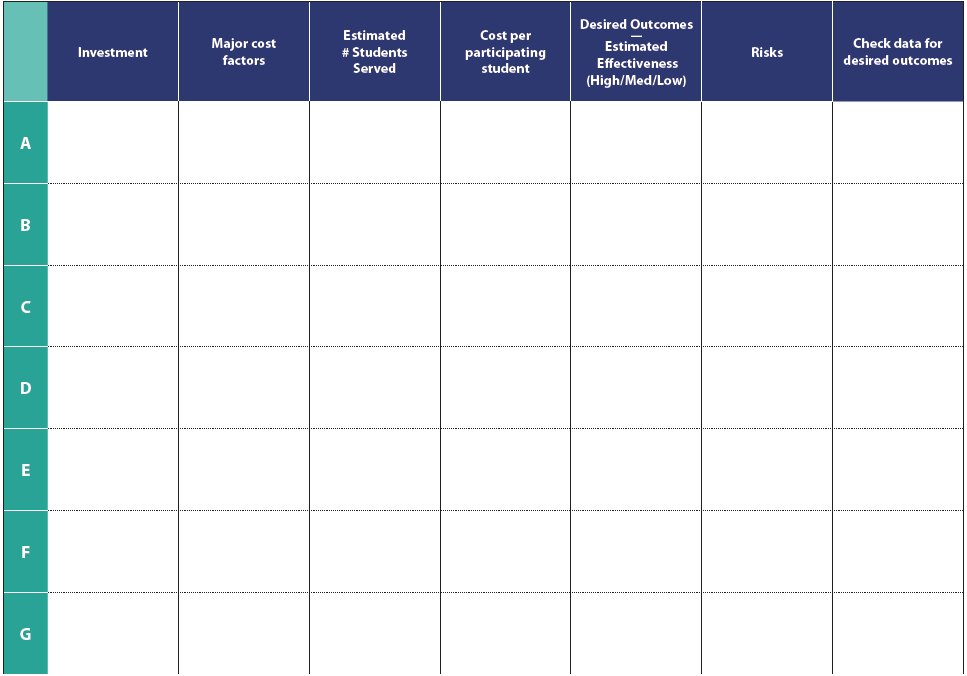 Investment
Major cost
factors
Estimated
# Students
Served
Cost per
participating
student
Desired Outcomes
—
Estimated
Effectiveness
(High/Med/Low)
Risks
Check data for
desired outcomes
A
B
C
D
E
F
G